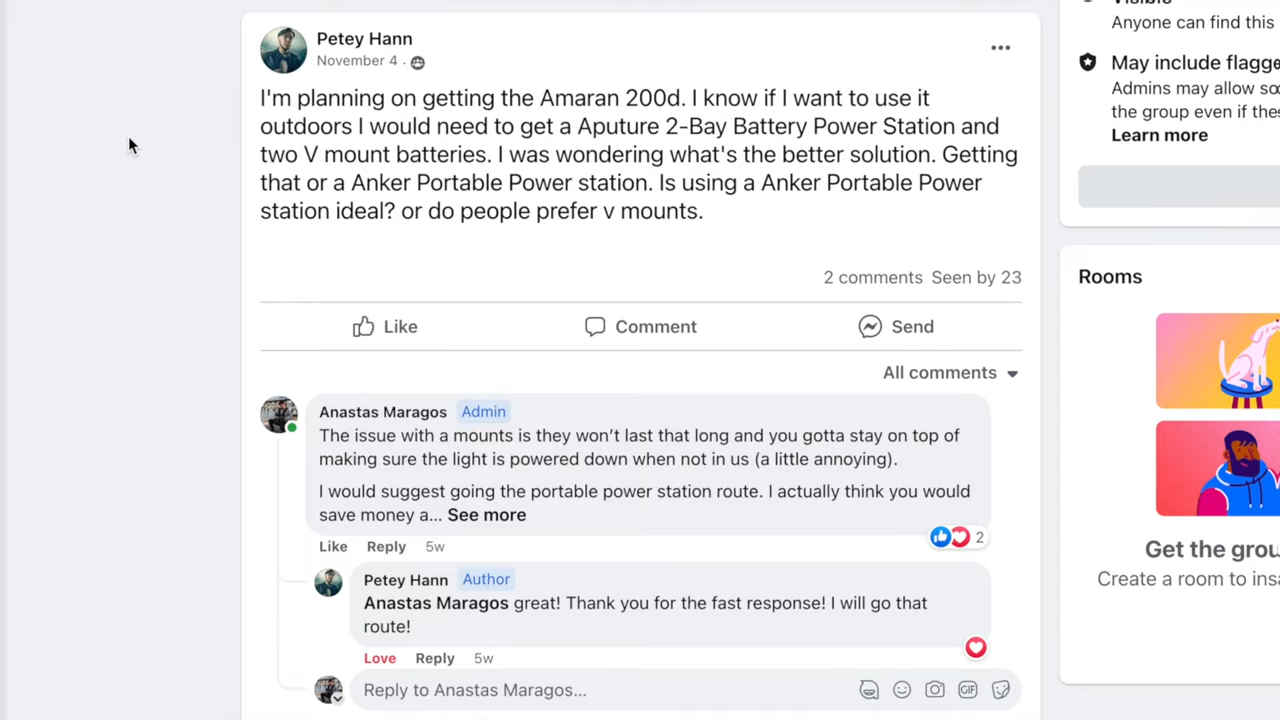 Petey Hann
November 4 ·
I'm planning on getting the Amaran 200d. I know if I want to use it
outdoors I would need to get a Aputure 2-Bay Battery Power Station and
two V mount batteries. I was wondering what's the better solution. Getting
that or a Anker Portable Power station. Is using a Anker Portable Power
station ideal? or do people prefer v mounts.
2 comments Seen by 23
Like Comment Send
All comments
Anastas Maragos Admin
The issue with a mounts is they won’t last that long and you gotta stay on top of
making sure the light is powered down when not in us (a little annoying).
I would suggest going the portable power station route. I actually think you would
save money a... See more
2
Like Reply 5w
Petey Hann Author
Anastas Maragos great! Thank you for the fast response! I will go that
route!
Love Reply 5w
Reply to Anastas Maragos...
GIF
Visible
Anyone can find this
May include flagge
Admins may allow so
the group even if thes
Learn more
Rooms
Get the grou
Create a room to ins